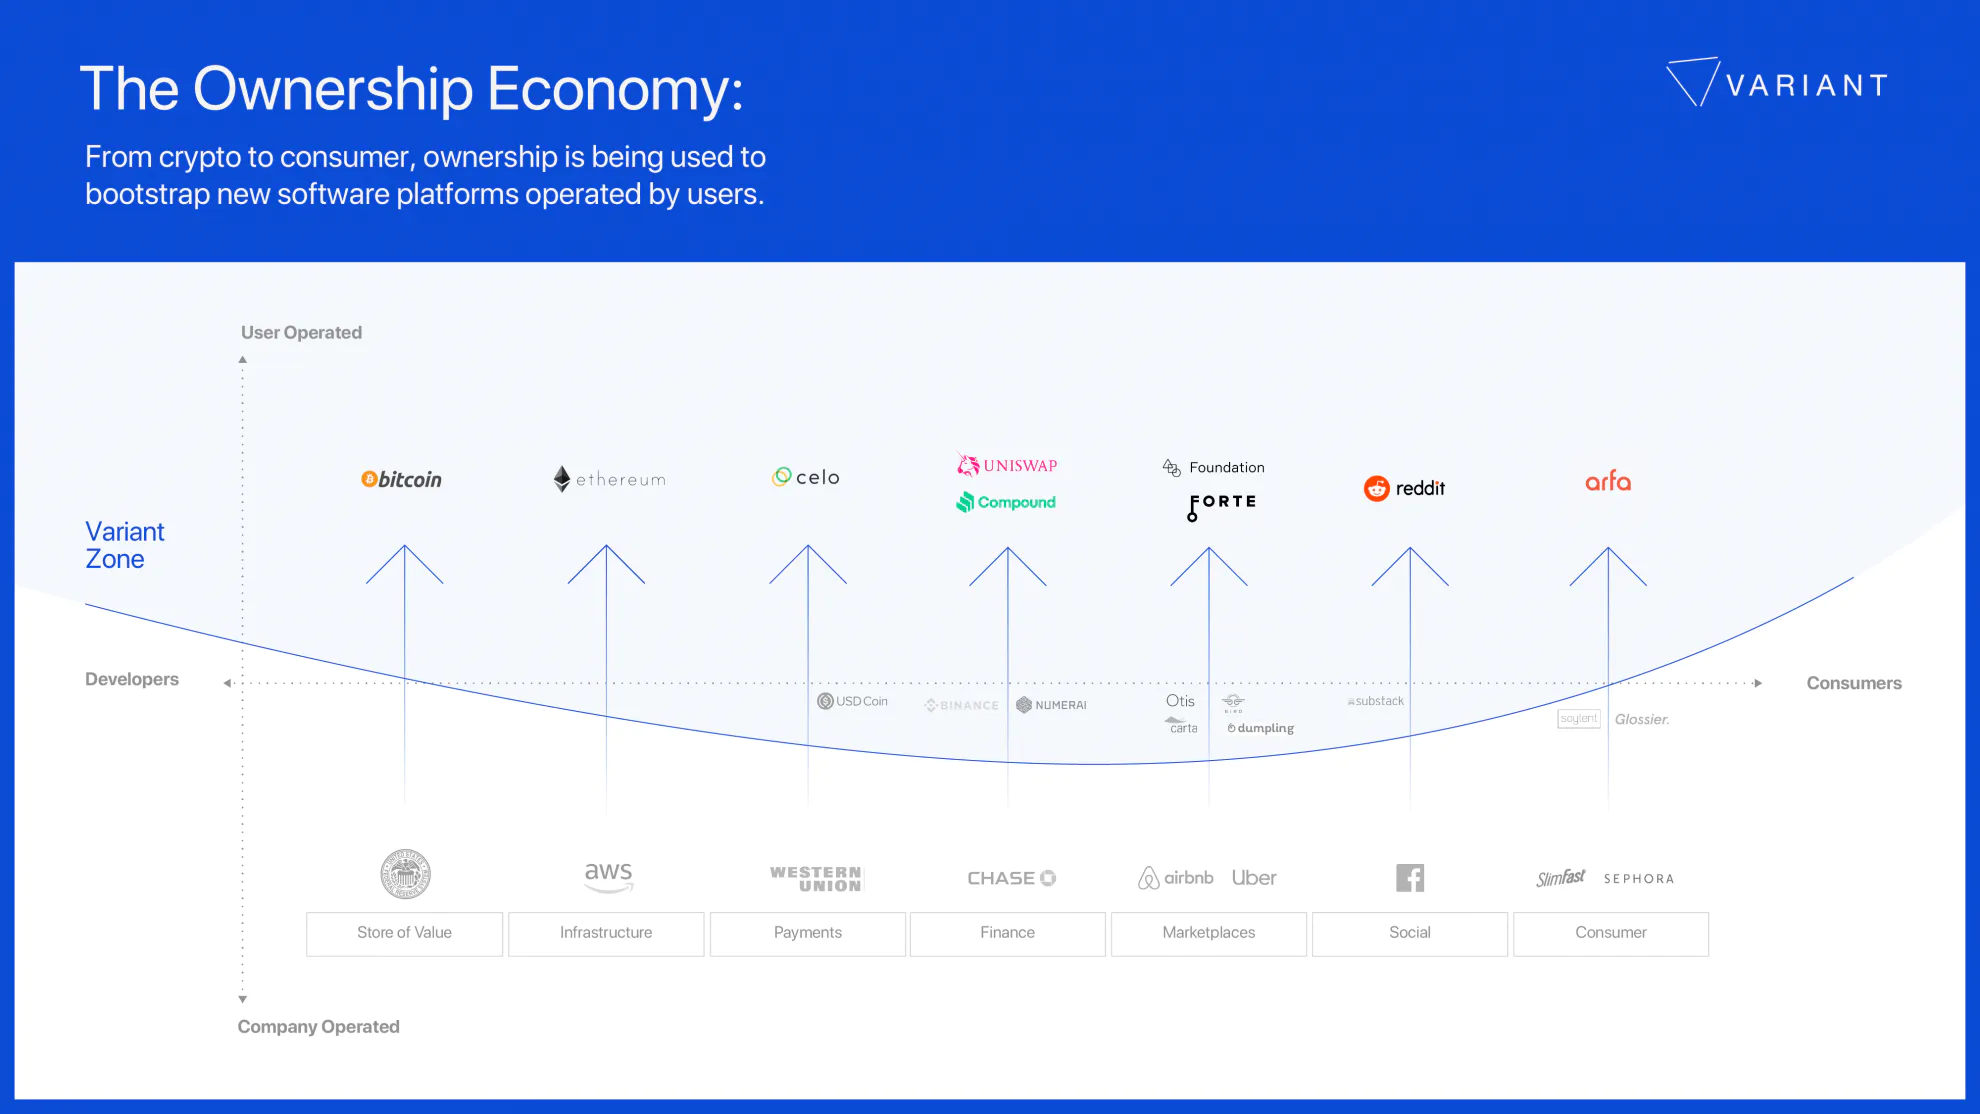 The Ownership Economy:
VARIANT
From crypto to consumer, ownership is being used to
bootstrap new software platforms operated by users.
User Operated
bitcoin
ethereum
celo
UNISWAP
Compound
Foundation
FORTE
reddit
arfa
Variant
Zone
Developers
Consumers
USD Coin
BINANCE
NUMERAI
Otis
BIRD
carta
dumpling
substack
soylent
Glossier.
aws
WESTERN
UNION
CHASE
airbnb
Uber
SlimFast
SEPHORA
Store of Value
Infrastructure
Payments
Finance
Marketplaces
Social
Consumer
Company Operated